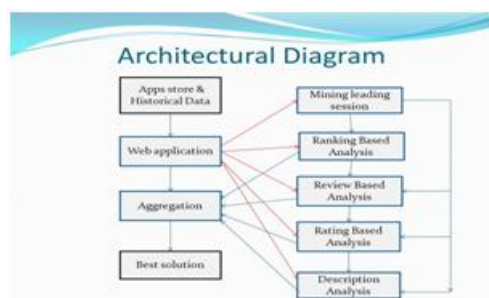 Architectural Diagram
Apps store &
Historical Data
Web application
Aggregation
Best solution
Mining leading
session
Ranking Based
Analysis
Review Based
Analysis
Rating Based
Analysis
Description
Analysis